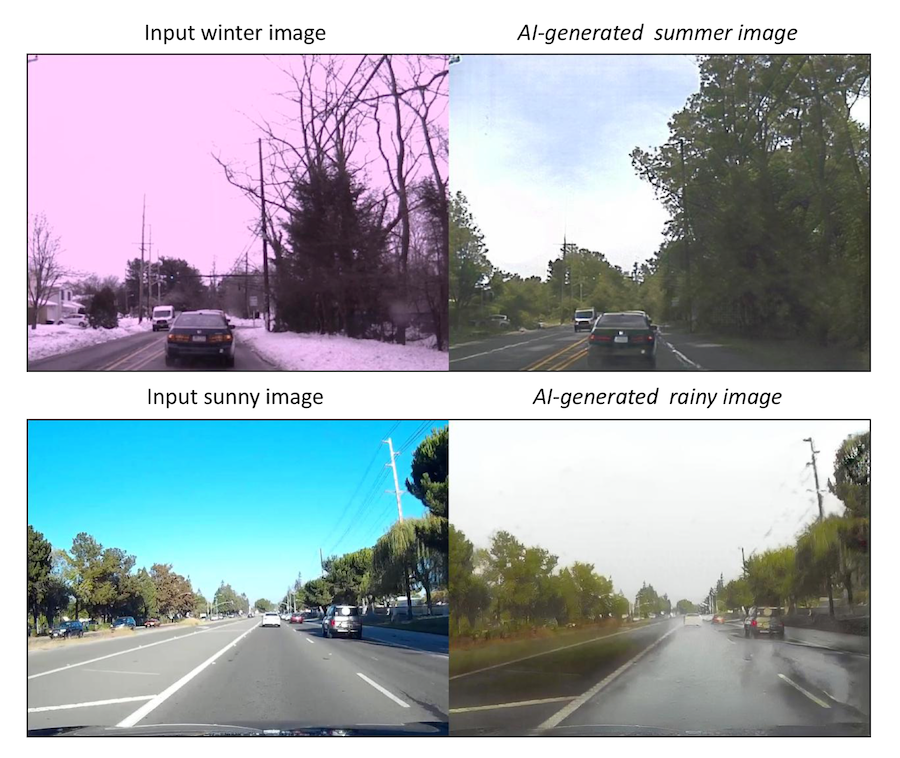 Input winter image
AI-generated  summer image
Input sunny image
AI-generated  rainy image